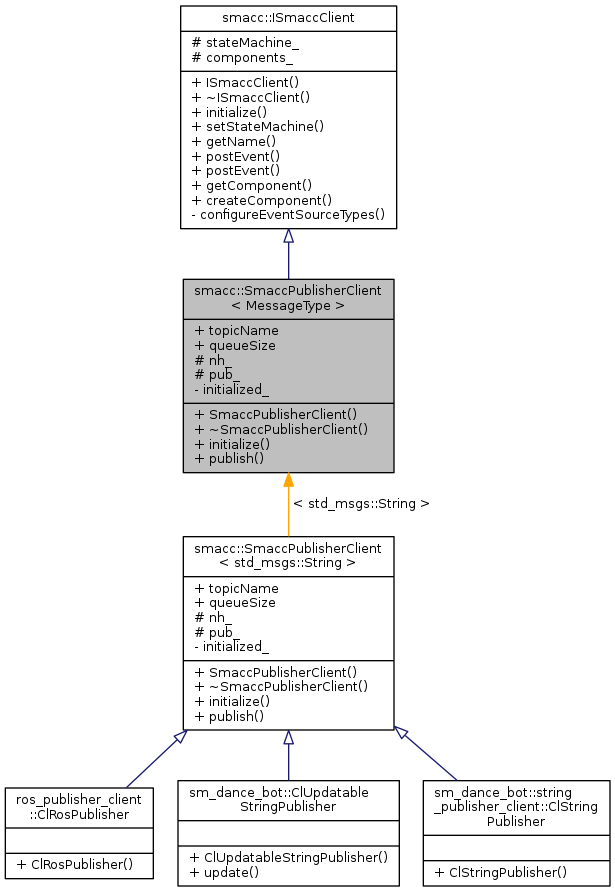 smacc::ISmaccClient
# stateMachine_
# components_
+ ISmaccClient()
+ ~ISmaccClient()
+ initialize()
+ setStateMachine()
+ getName()
+ postEvent()
+ postEvent()
+ getComponent()
+ createComponent()
- configureEventSourceTypes()
smacc::SmaccPublisherClient
< MessageType >
+ topicName
+ queueSize
# nh_
# pub_
- initialized_
+ SmaccPublisherClient()
+ ~SmaccPublisherClient()
+ initialize()
+ publish()
< std_msgs::String >
smacc::SmaccPublisherClient
< std_msgs::String >
+ topicName
+ queueSize
# nh_
# pub_
- initialized_
+ SmaccPublisherClient()
+ ~SmaccPublisherClient()
+ initialize()
+ publish()
ros_publisher_client
::ClRosPublisher
+ ClRosPublisher()
sm_dance_bot::ClUpdatable
StringPublisher
+ ClUpdatableStringPublisher()
+ update()
sm_dance_bot::string
_publisher_client::ClString
Publisher
+ ClStringPublisher()